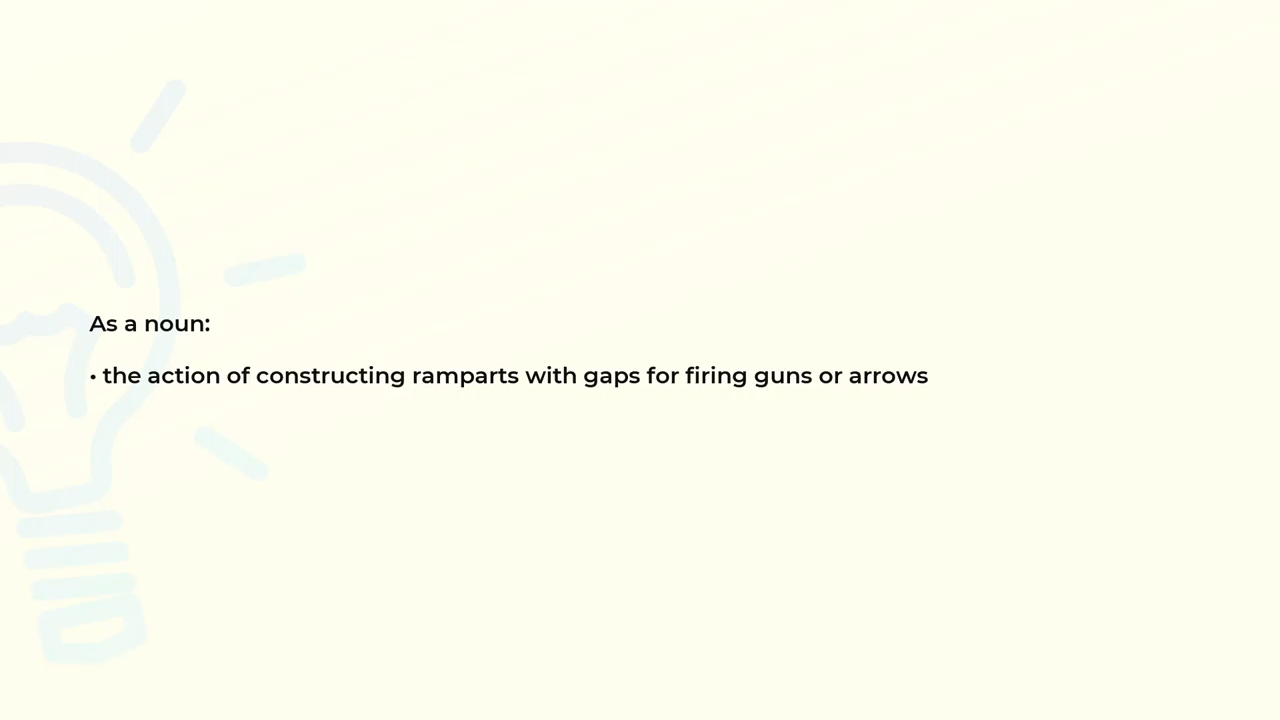 As a noun:
• the action of constructing ramparts with gaps for firing guns or arrows